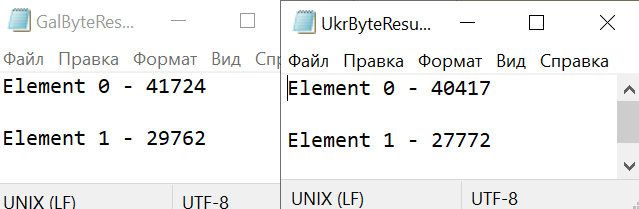 GalByteRes...
Файл Правка Формат Вид Спр
Element 0 - 41724
Element 1 - 29762
UNIX (LF) UTF-8
UkrByteResu...
Файл Правка Формат Вид Справка
Element 0 - 40417
Element 1 - 27772
UNIX (LF) UTF-8